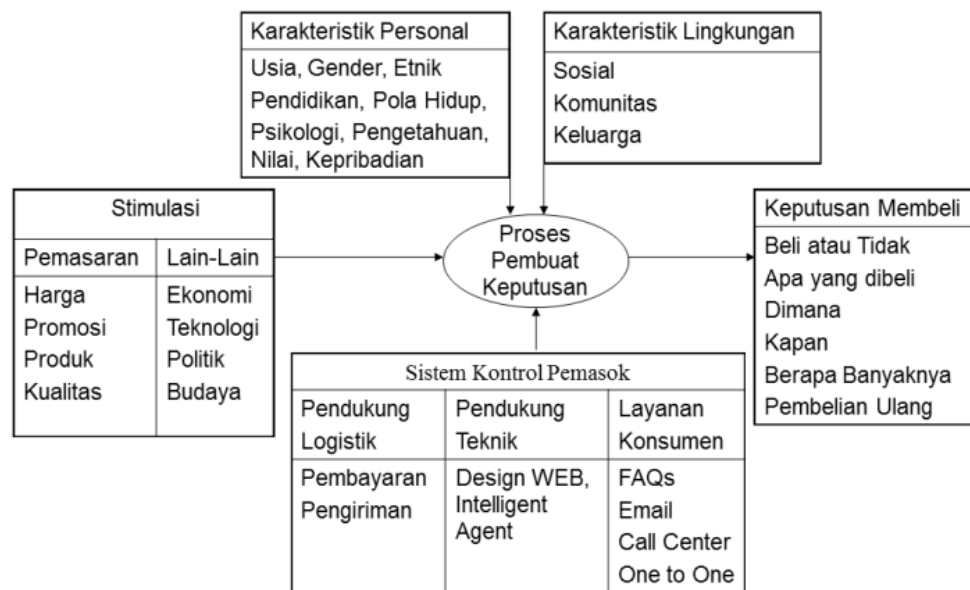 Karakteristik Personal
Usia, Gender, Etnik
Pendidikan, Pola Hidup,
Psikologi, Pengetahuan,
Nilai, Kepribadian
Karakteristik Lingkungan
Sosial
Komunitas
Keluarga
Stimulasi
Pemasaran
Harga
Promosi
Produk
Kualitas
Lain-Lain
Ekonomi
Teknologi
Politik
Budaya
Proses
Pembuat
Keputusan
Keputusan Membeli
Beli atau Tidak
Apa yang dibeli
Dimana
Kapan
Berapa Banyaknya
Pembelian Ulang
Sistem Kontrol Pemasok
Pendukung
Logistik
Pembayaran
Pengiriman
Pendukung
Teknik
Design WEB,
Intelligent
Agent
Layanan
Konsumen
FAQs
Email
Call Center
One to One